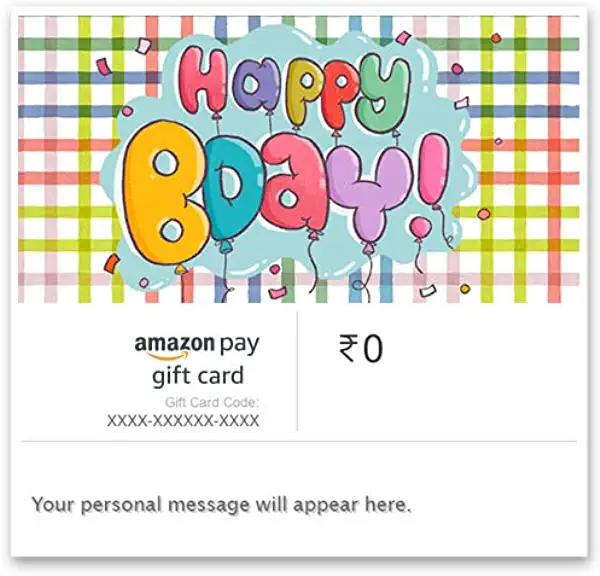 HAPPY
BDAY!
amazon pay
gift card
₹0
Gift Card Code:
XXXX-XXXXXX-XXXX
Your personal message will appear here.